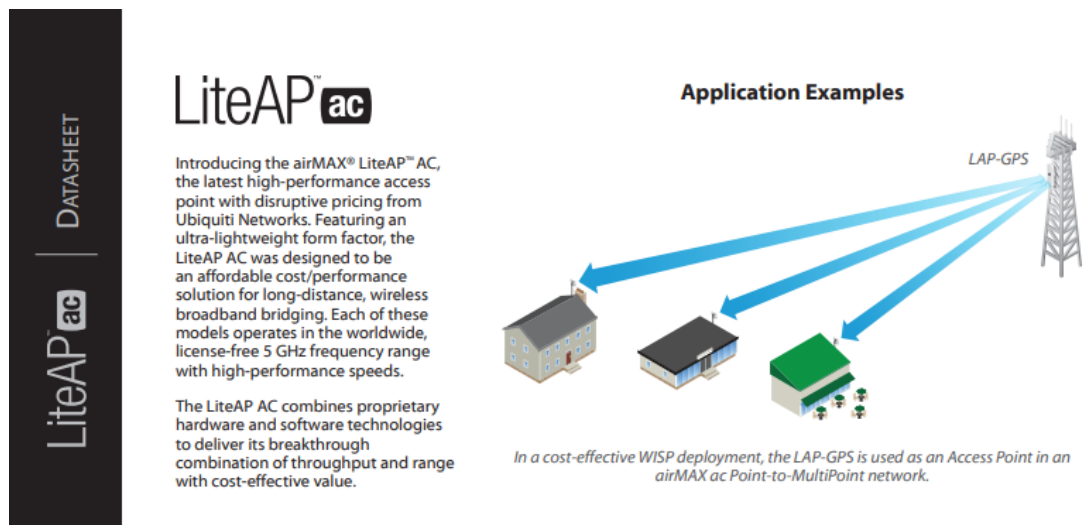 DATASHEET
LiteAP™ ac
LiteAP™ ac
Introducing the airMAX® LiteAP™ AC,
the latest high-performance access
point with disruptive pricing from
Ubiquiti Networks. Featuring an
ultra-lightweight form factor, the
LiteAP AC was designed to be
an affordable cost/performance
solution for long-distance, wireless
broadband bridging. Each of these
models operates in the worldwide,
license-free 5 GHz frequency range
with high-performance speeds.
The LiteAP AC combines proprietary
hardware and software technologies
to deliver its breakthrough
combination of throughput and range
with cost-effective value.
Application Examples
LAP-GPS
In a cost-effective WISP deployment, the LAP-GPS is used as an Access Point in an
airMAX ac Point-to-MultiPoint network.